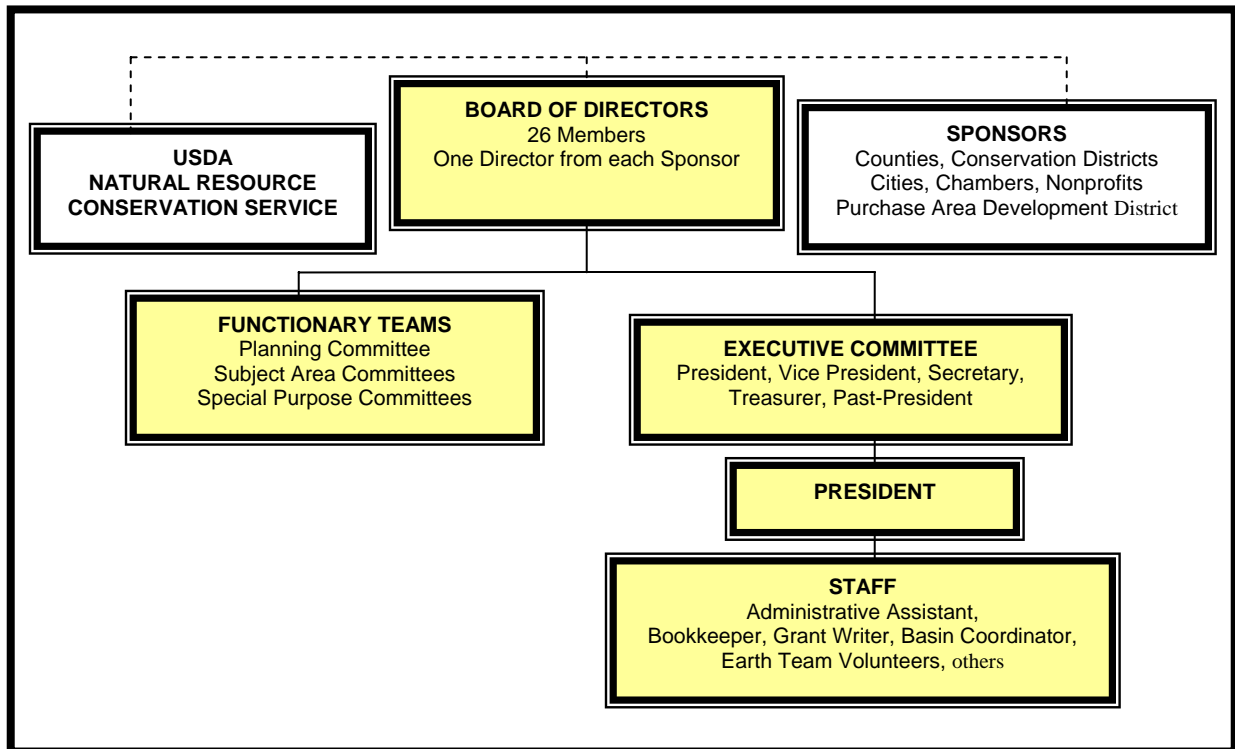 BOARD OF DIRECTORS
26 Members
One Director from each Sponsor
USDA
NATURAL RESOURCE
CONSERVATION SERVICE
SPONSORS
Counties, Conservation Districts
Cities, Chambers, Nonprofits
Purchase Area Development District
FUNCTIONARY TEAMS
Planning Committee
Subject Area Committees
Special Purpose Committees
EXECUTIVE COMMITTEE
President, Vice President, Secretary,
Treasurer, Past-President
PRESIDENT
STAFF
Administrative Assistant,
Bookkeeper, Grant Writer, Basin Coordinator,
Earth Team Volunteers, others